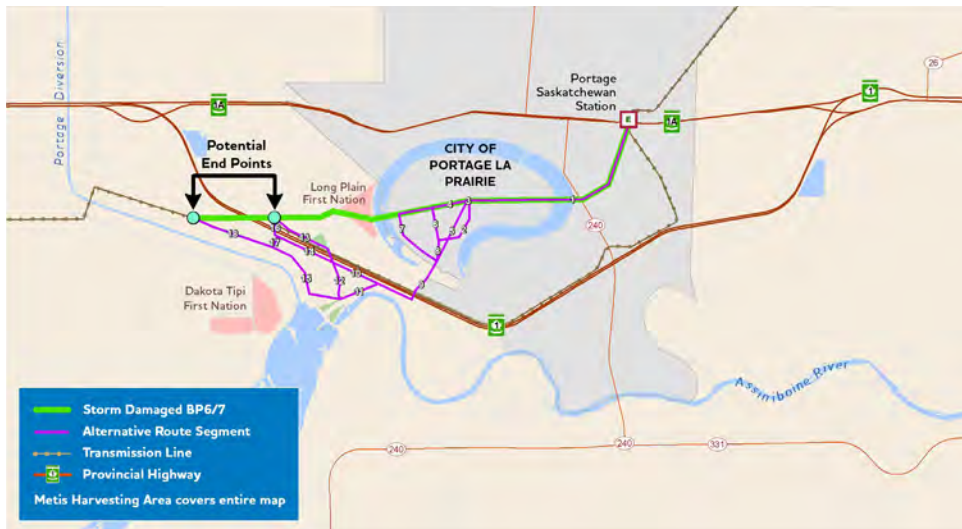 26
1
Portage
Saskatchewan
Station
1A
E
1A
Portage Diversion
Potential
End Points
CITY OF
PORTAGE LA
PRAIRIE
Long Plain
First Nation
240
Dakota Tipi
First Nation
1
Assiniboine River
240
240
331
Storm Damaged BP6/7
Alternative Route Segment
Transmission Line
Provincial Highway
Metis Harvesting Area covers entire map